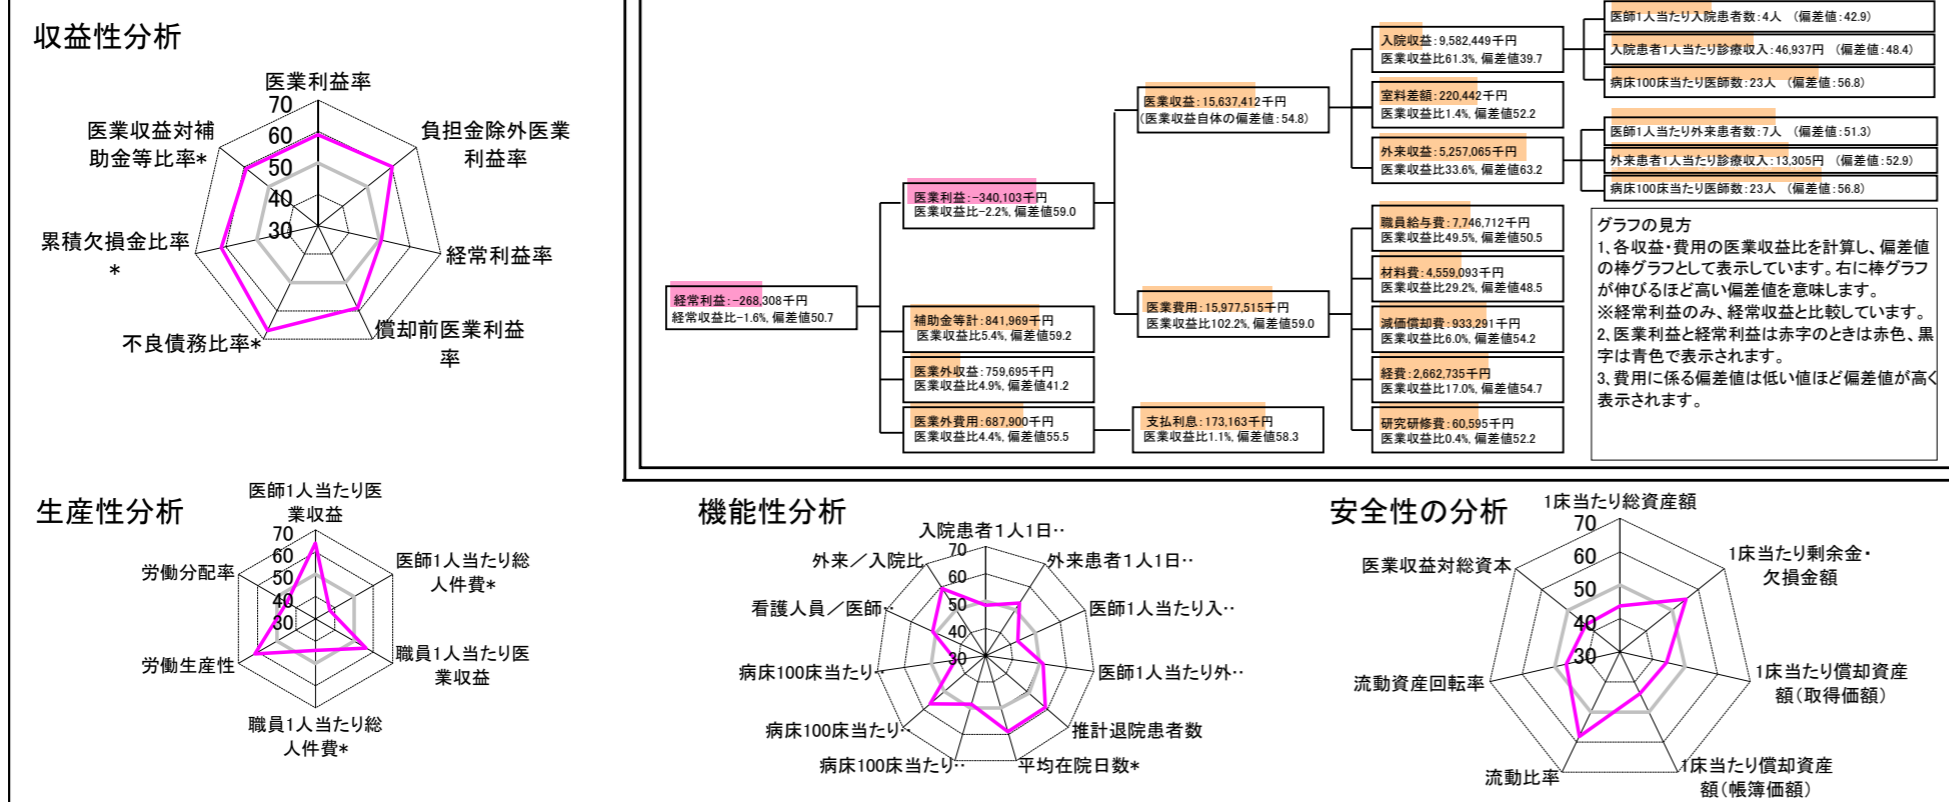 収益性分析
医業利益率
負担金除外医業
利益率
経常利益率
償却前医業利益
率
不良債務比率*
累積欠損金比率
*
医業収益対補
助金等比率*
70
60
50
40
30
経常利益:-268,308千円
経常収益比-1.6%, 偏差値50.7
医業利益:-340,103千円
医業収益比-2.2%, 偏差値59.0
補助金等計:841,969千円
医業収益比5.4%, 偏差値59.2
医業外収益:759,695千円
医業収益比4.9%, 偏差値41.2
医業外費用:687,900千円
医業収益比4.4%, 偏差値55.5
医業収益:15,637,412千円
(医業収益自体の偏差値:54.8)
医業費用:15,977,515千円
医業収益比102.2%, 偏差値59.0
支払利息:173,163千円
医業収益比1.1%, 偏差値58.3
入院収益:9,582,449千円
医業収益比61.3%, 偏差値39.7
室料差額:220,442千円
医業収益比1.4%, 偏差値52.2
外来収益:5,257,065千円
医業収益比33.6%, 偏差値63.2
職員給与費:7,746,712千円
医業収益比49.5%, 偏差値50.5
材料費:4,559,093千円
医業収益比29.2%, 偏差値48.5
減価償却費:933,291千円
医業収益比6.0%, 偏差値54.2
経費:2,662,735千円
医業収益比17.0%, 偏差値54.7
研究研修費:60,595千円
医業収益比0.4%, 偏差値52.2
医師1人当たり入院患者数:4人 (偏差値:42.9)
入院患者1人当たり診療収入:46,937円 (偏差値:48.4)
病床100床当たり医師数:23人 (偏差値:56.8)
医師1人当たり外来患者数:7人 (偏差値:51.3)
外来患者1人当たり診療収入:13,305円 (偏差値:52.9)
病床100床当たり医師数:23人 (偏差値:56.8)
グラフの見方
1、各収益・費用の医業収益比を計算し、偏差値
の棒グラフとして表示しています。右に棒グラフ
が伸びるほど高い偏差値を意味します。
※経常利益のみ、経常収益と比較しています。
2、医業利益と経常利益は赤字のときは赤色、黒
字は青色で表示されます。
3、費用に係る偏差値は低い値ほど偏差値が高く
表示されます。
生産性分析
医師1人当たり医
業収益
医師1人当たり総
人件費*
職員1人当たり医
業収益
職員1人当たり総
人件費*
労働生産性
労働分配率
70
60
50
40
30
機能性分析
入院患者1人1日‥
外来患者1人1日‥
医師1人当たり入‥
医師1人当たり外‥
推計退院患者数
平均在院日数*
病床100床当たり‥
病床100床当たり‥
病床100床当たり‥
看護人員／医師‥
外来／入院比
70
60
50
40
30
安全性の分析
1床当たり総資産額
1床当たり剰余金・
欠損金額
1床当たり償却資産
額(取得価額)
1床当たり償却資産
額(帳簿価額)
流動比率
流動資産回転率
医業収益対総資本
70
60
50
40
30